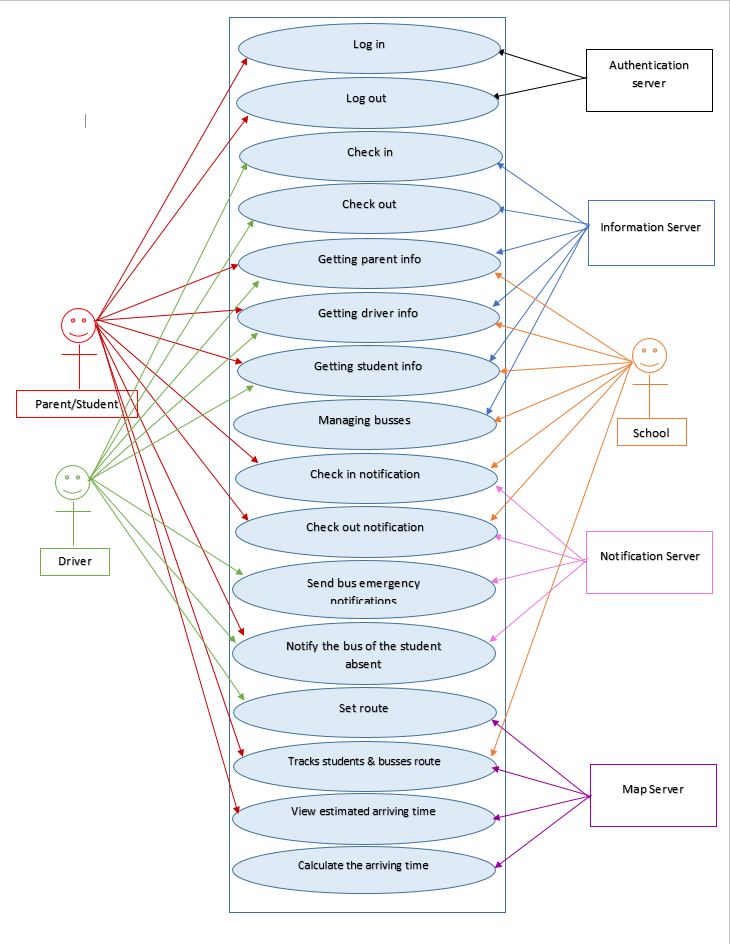 Log in
Log out
Check in
Check out
Getting parent info
Getting driver info
Getting student info
Managing busses
Check in notification
Check out notification
Send bus emergency
notifications
Notify the bus of the student
absent
Set route
Tracks students & busses route
View estimated arriving time
Calculate the arriving time
Parent/Student
Driver
Authentication
server
Information Server
School
Notification Server
Map Server